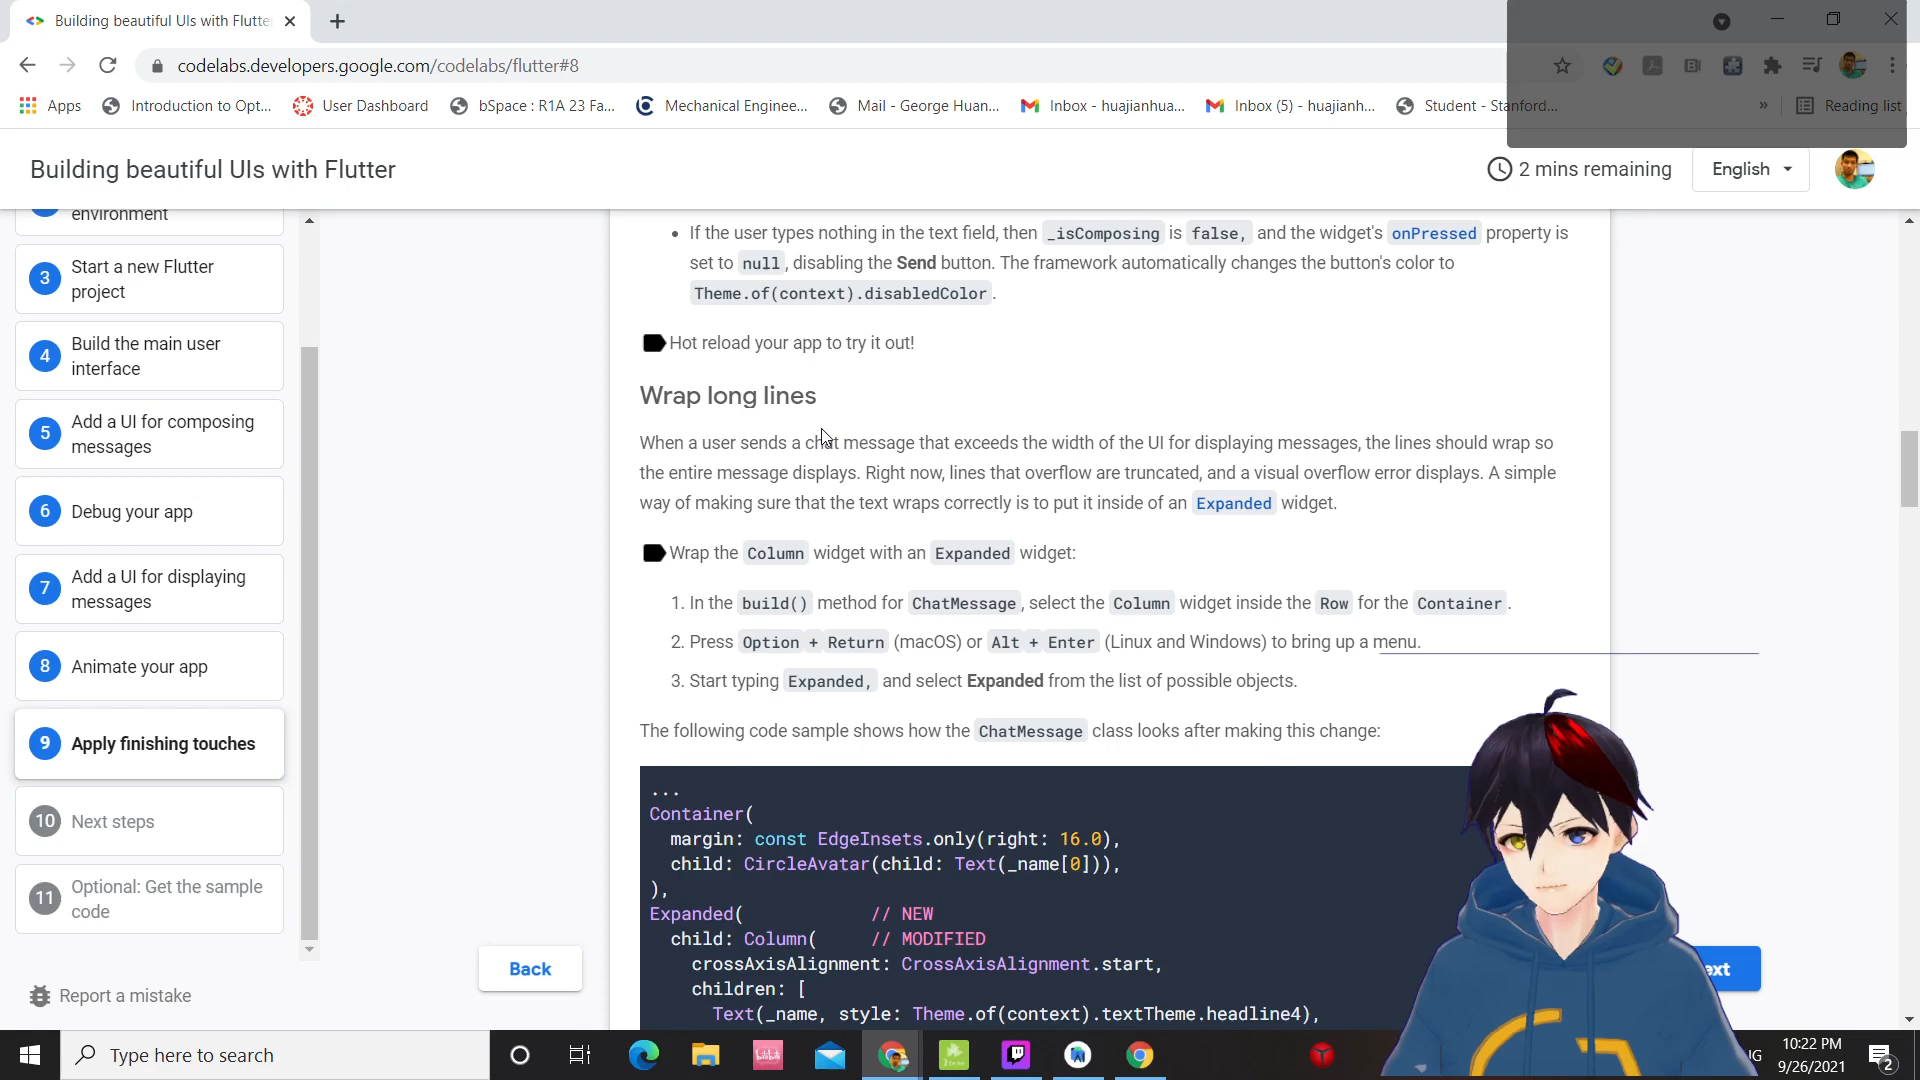 Building beautiful UIs with Flutte
codelabs.developers.google.com/codelabs/flutter#8
Apps
Introduction to Opt...
User Dashboard
bSpace : R1A 23 Fa...
Mechanical Enginee...
Mail - George Huan...
Inbox - huajianhua...
Inbox (5) - huajianh...
Student - Stanford...
»
Reading list
Building beautiful UIs with Flutter
2 mins remaining
English
environment
3
Start a new Flutter
project
4
Build the main user
interface
5
Add a UI for composing
messages
6
Debug your app
7
Add a UI for displaying
messages
8
Animate your app
9
Apply finishing touches
10
Next steps
11
Optional: Get the sample
code
Report a mistake
• If the user types nothing in the text field, then _isComposing is false, and the widget's onPressed property is
set to null, disabling the Send button. The framework automatically changes the button's color to
Theme.of(context).disabledColor.
Hot reload your app to try it out!
Wrap long lines
When a user sends a chat message that exceeds the width of the UI for displaying messages, the lines should wrap so
the entire message displays. Right now, lines that overflow are truncated, and a visual overflow error displays. A simple
way of making sure that the text wraps correctly is to put it inside of an Expanded widget.
Wrap the Column widget with an Expanded widget:
1. In the build() method for ChatMessage, select the Column widget inside the Row for the Container.
2. Press Option + Return (macOS) or Alt + Enter (Linux and Windows) to bring up a menu.
3. Start typing Expanded, and select Expanded from the list of possible objects.
The following code sample shows how the ChatMessage class looks after making this change:
...
Container(
margin: const EdgeInsets.only(right: 16.0),
child: CircleAvatar(child: Text(_name[0])),
),
Expanded( // NEW
child: Column( // MODIFIED
crossAxisAlignment: CrossAxisAlignment.start,
children: [
Text(_name, style: Theme.of(context).textTheme.headline4),
Back
ext
Type here to search
IG
10:22 PM
9/26/2021
2